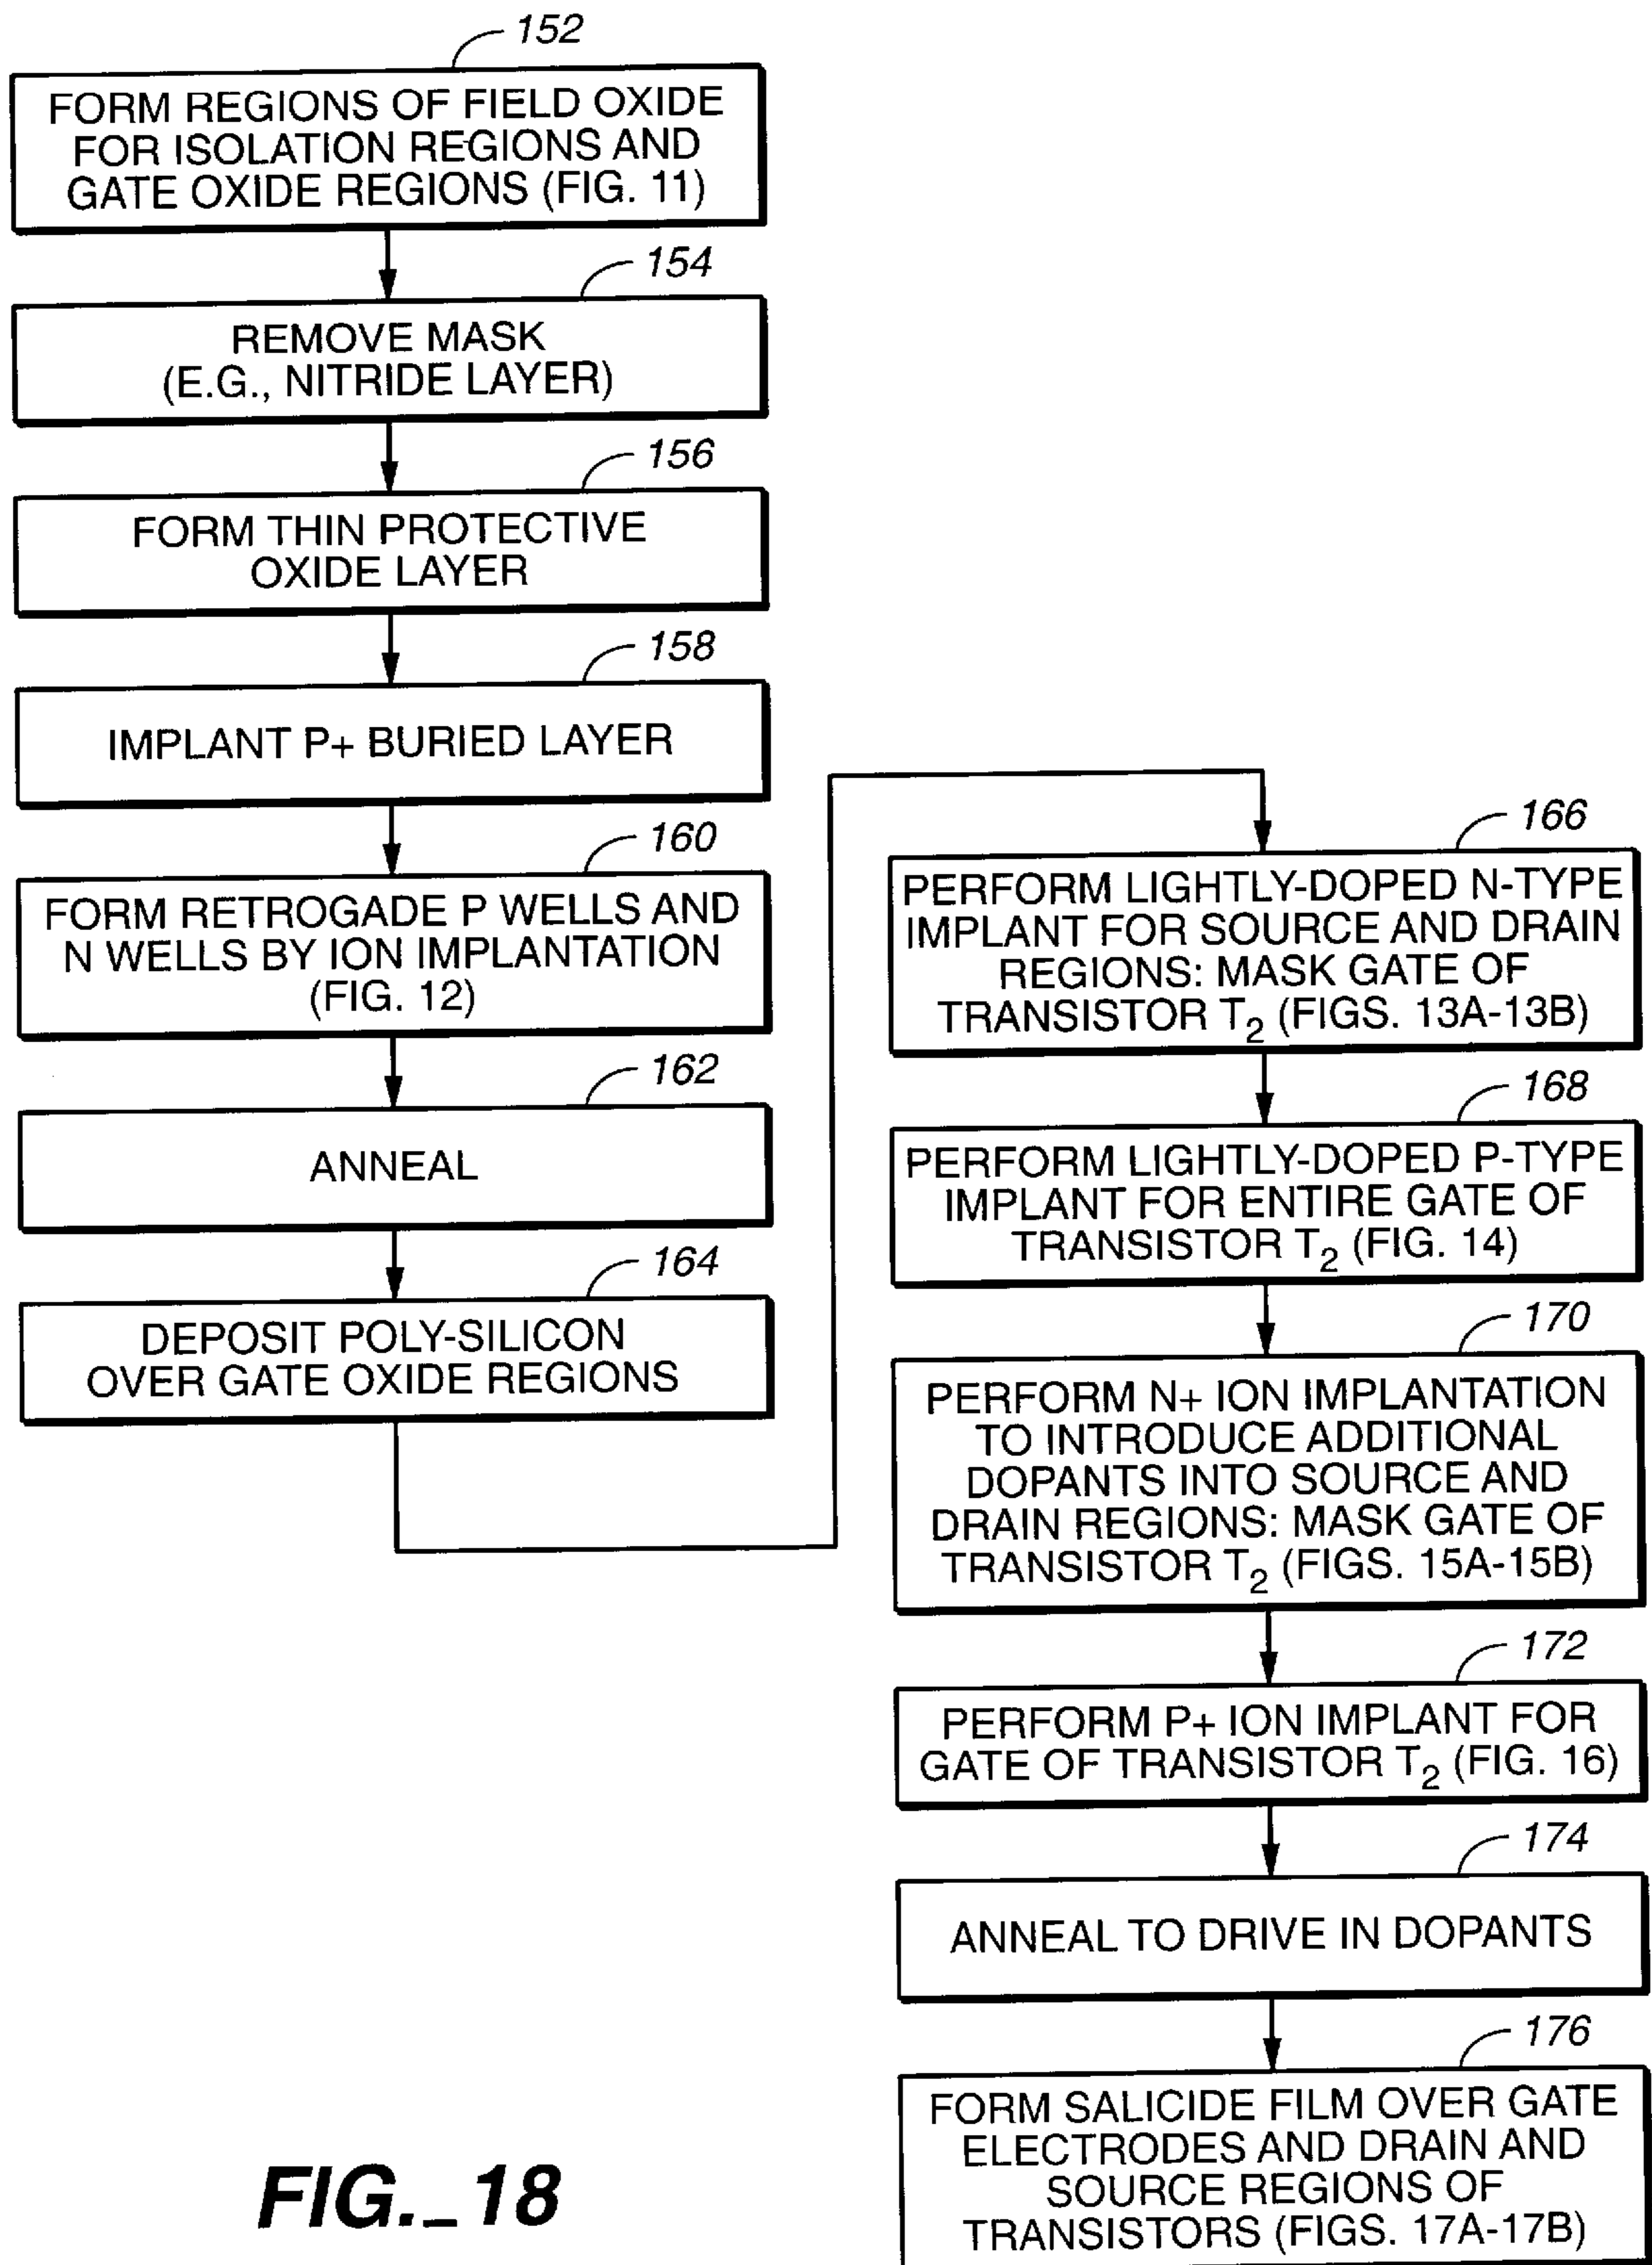 152
FORM REGIONS OF FIELD OXIDE
FOR ISOLATION REGIONS AND
GATE OXIDE REGIONS (FIG. 11)
154
REMOVE MASK
(E.G., NITRIDE LAYER)
156
FORM THIN PROTECTIVE
OXIDE LAYER
158
IMPLANT P+ BURIED LAYER
160
FORM RETROGADE P WELLS AND
N WELLS BY ION IMPLANTATION
(FIG. 12)
162
ANNEAL
164
DEPOSIT POLY-SILICON
OVER GATE OXIDE REGIONS
166
PERFORM LIGHTLY-DOPED N-TYPE
IMPLANT FOR SOURCE AND DRAIN
REGIONS: MASK GATE OF
TRANSISTOR T2 (FIGS. 13A-13B)
168
PERFORM LIGHTLY-DOPED P-TYPE
IMPLANT FOR ENTIRE GATE OF
TRANSISTOR T2 (FIG. 14)
170
PERFORM N+ ION IMPLANTATION
TO INTRODUCE ADDITIONAL
DOPANTS INTO SOURCE AND
DRAIN REGIONS: MASK GATE OF
TRANSISTOR T2 (FIGS. 15A-15B)
172
PERFORM P+ ION IMPLANT FOR
GATE OF TRANSISTOR T2 (FIG. 16)
174
ANNEAL TO DRIVE IN DOPANTS
176
FORM SALICIDE FILM OVER GATE
ELECTRODES AND DRAIN AND
SOURCE REGIONS OF
TRANSISTORS (FIGS. 17A-17B)
FIG._18